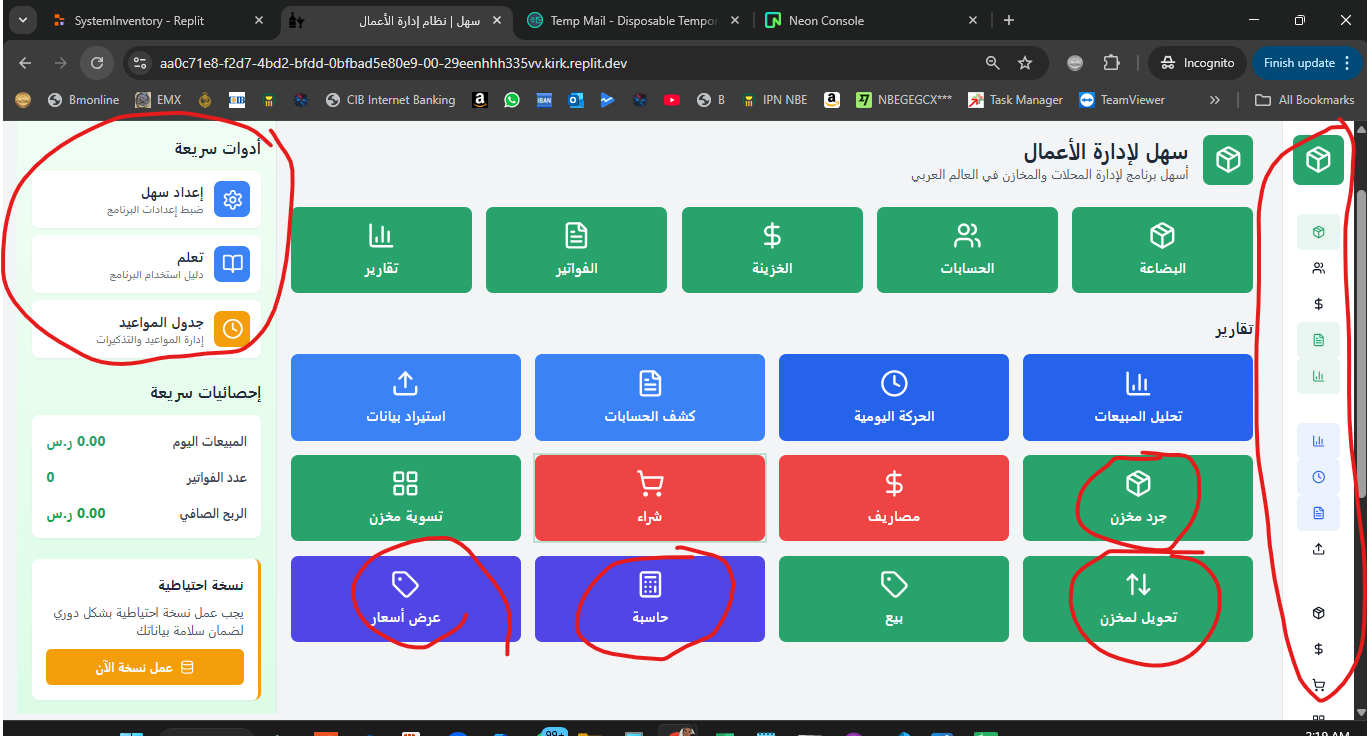 SystemInventory - Replit
سهل | نظام إدارة الأعمال
Temp Mail - Disposable Tempor
Neon Console
aa0c71e8-f2d7-4bd2-bfdd-0bfbad5e80e9-00-29eenhhh335vv.kirk.replit.dev
Incognito
Finish update
Bmonline
EMX
CIB Internet Banking
IBAN
B
IPN NBE
NBEGEGCX***
Task Manager
TeamViewer
All Bookmarks
سهل لإدارة الأعمال
أسهل برنامج لإدارة المحلات والمخازن في العالم العربي
البضاعة
الحسابات
الخزينة
الفواتير
تقارير
تقارير
تحليل المبيعات
الحركة اليومية
كشف الحسابات
استيراد بيانات
جرد مخزن
مصاريف
شراء
تسوية مخزن
تحويل لمخزن
بيع
حاسبة
عرض أسعار
أدوات سريعة
إعداد سهل
ضبط إعدادات البرنامج
تعلم
دليل استخدام البرنامج
جدول المواعيد
إدارة المواعيد والتذكيرات
إحصائيات سريعة
المبيعات اليوم
0.00 ر.س
عدد الفواتير
0
الربح الصافي
0.00 ر.س
نسخة احتياطية
يجب عمل نسخة احتياطية بشكل دوري
لضمان سلامة بياناتك
عمل نسخة الآن
99+
2:19 AM